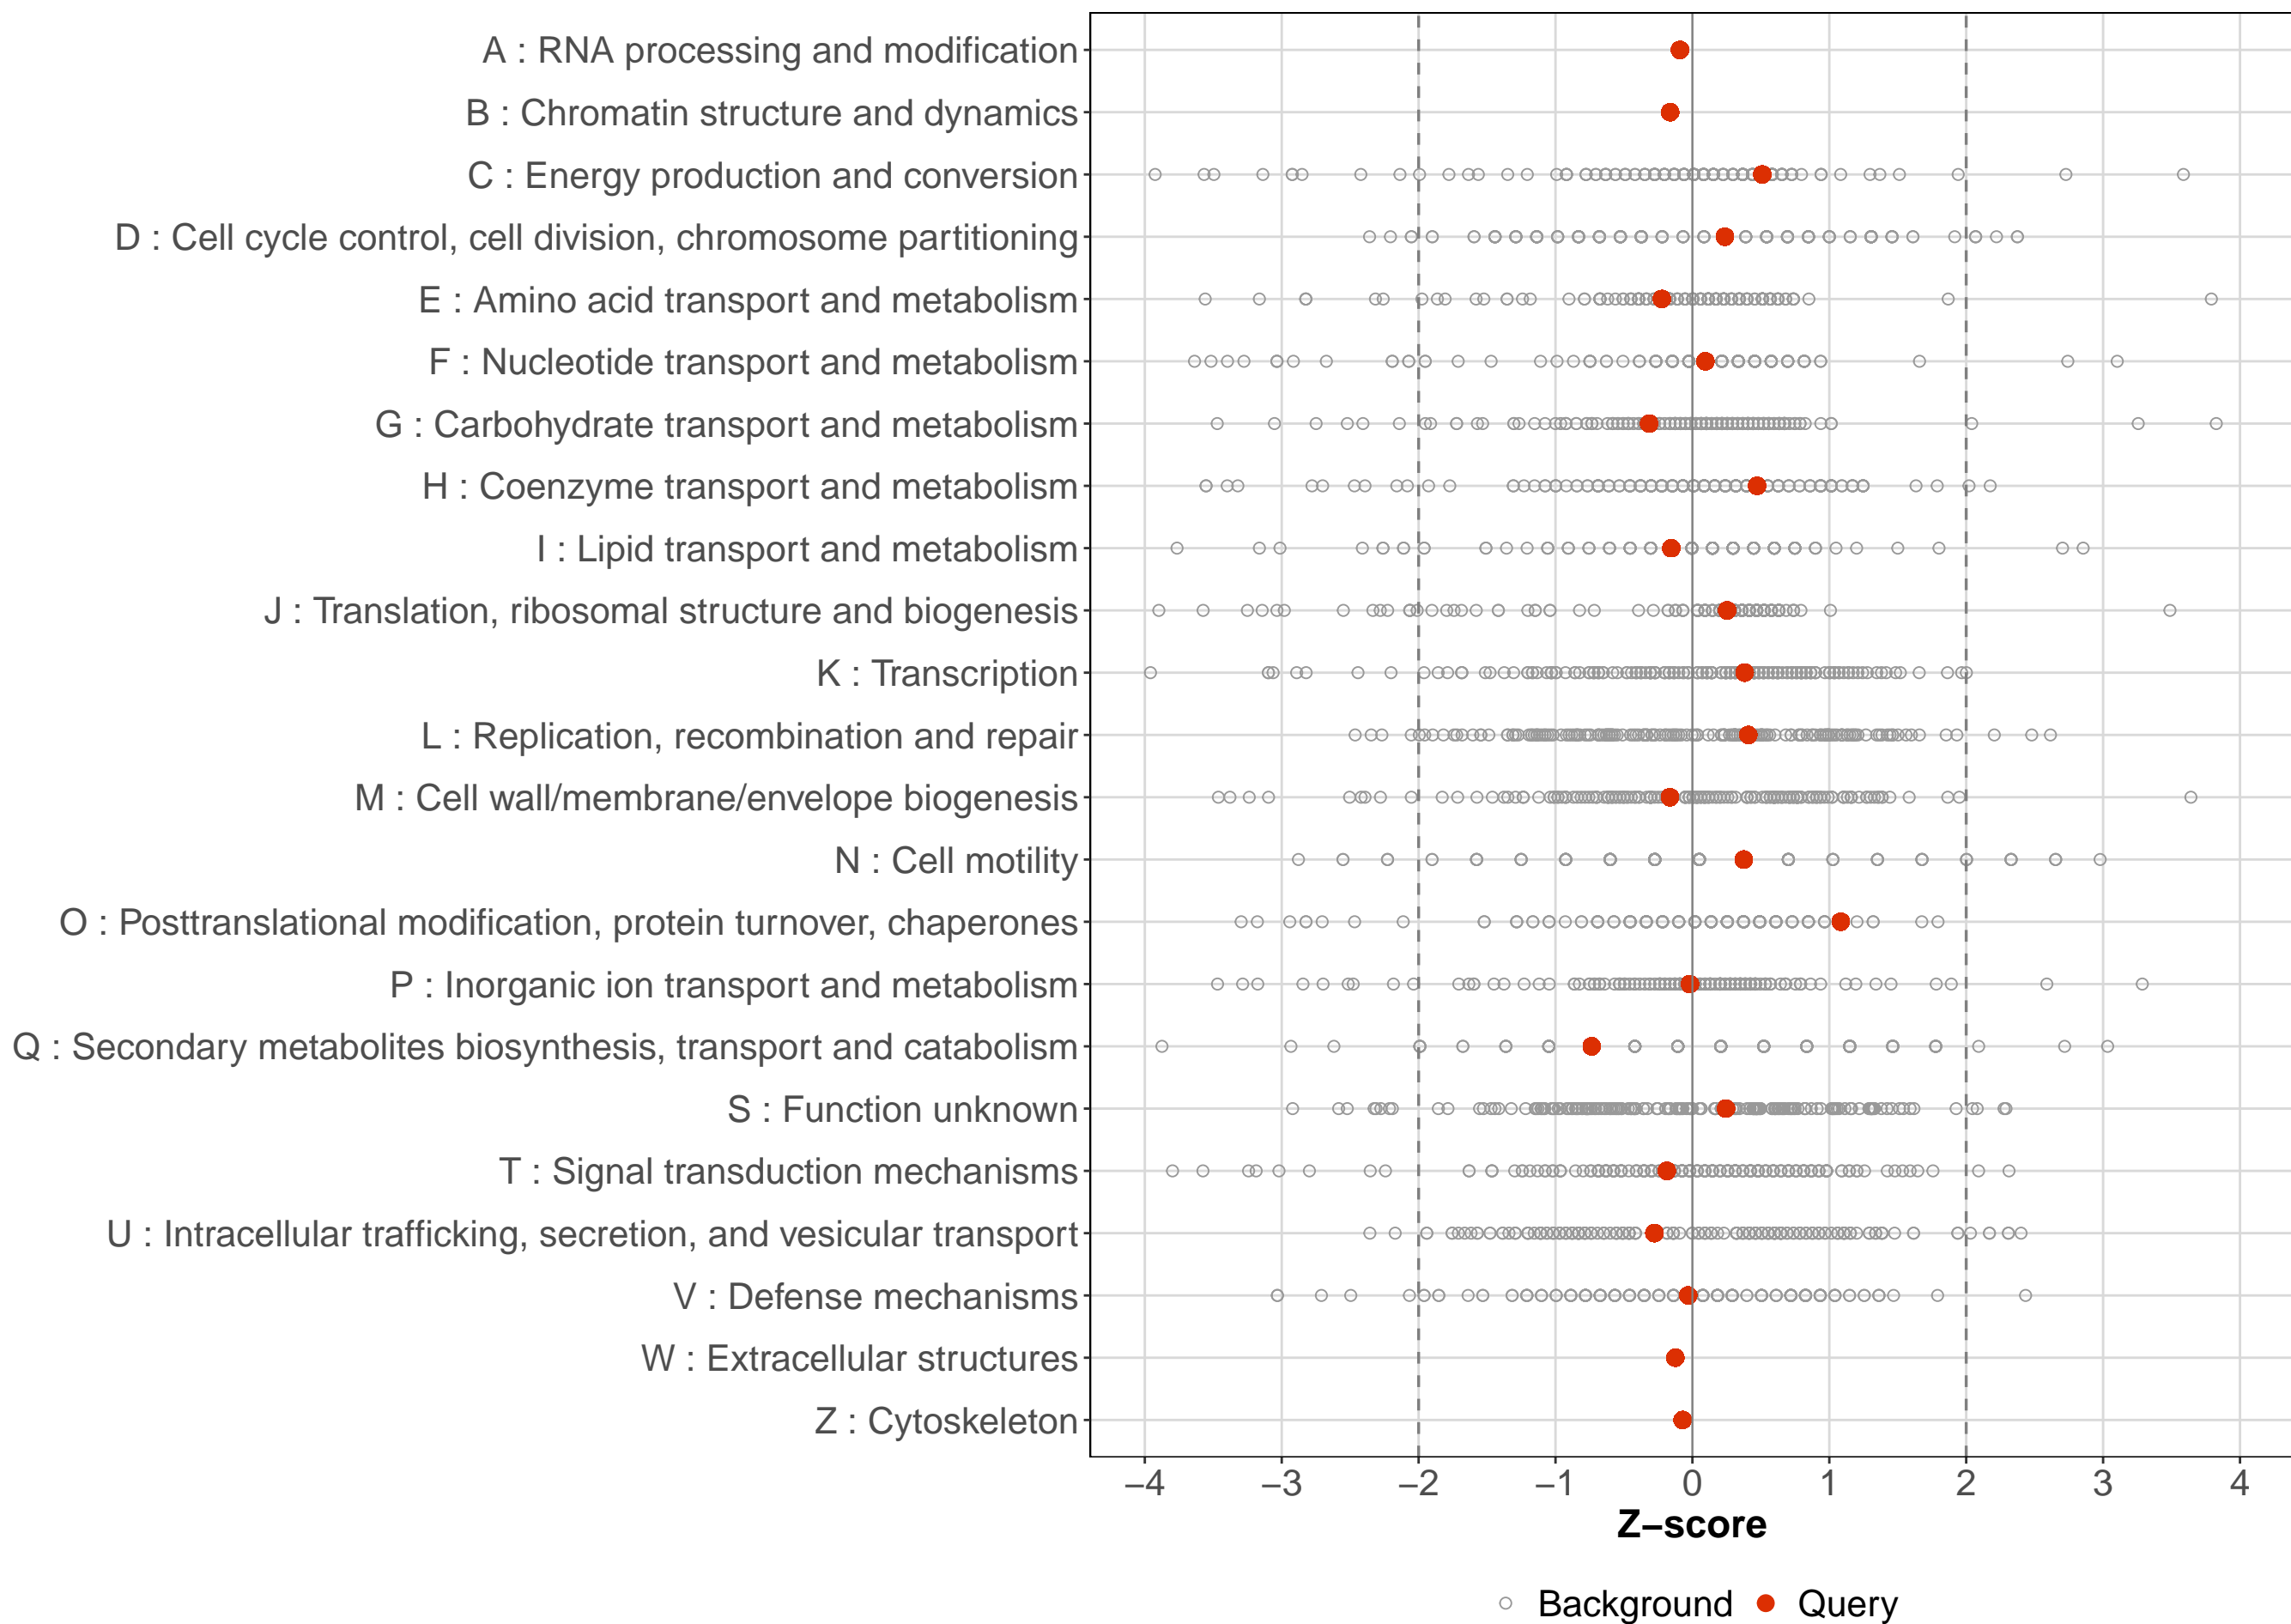 A : RNA processing and modification
B : Chromatin structure and dynamics
C : Energy production and conversion
D : Cell cycle control, cell division, chromosome partitioning
E : Amino acid transport and metabolism
F : Nucleotide transport and metabolism
G : Carbohydrate transport and metabolism
H : Coenzyme transport and metabolism
I : Lipid transport and metabolism
J : Translation, ribosomal structure and biogenesis
K : Transcription
L : Replication, recombination and repair
M : Cell wall/membrane/envelope biogenesis
N : Cell motility
O : Posttranslational modification, protein turnover, chaperones
P : Inorganic ion transport and metabolism
Q : Secondary metabolites biosynthesis, transport and catabolism
S : Function unknown
T : Signal transduction mechanisms
U : Intracellular trafficking, secretion, and vesicular transport
V : Defense mechanisms
W : Extracellular structures
Z : Cytoskeleton
−4 −3 −2 −1 0 1 2 3 4
Z−score
Background Query